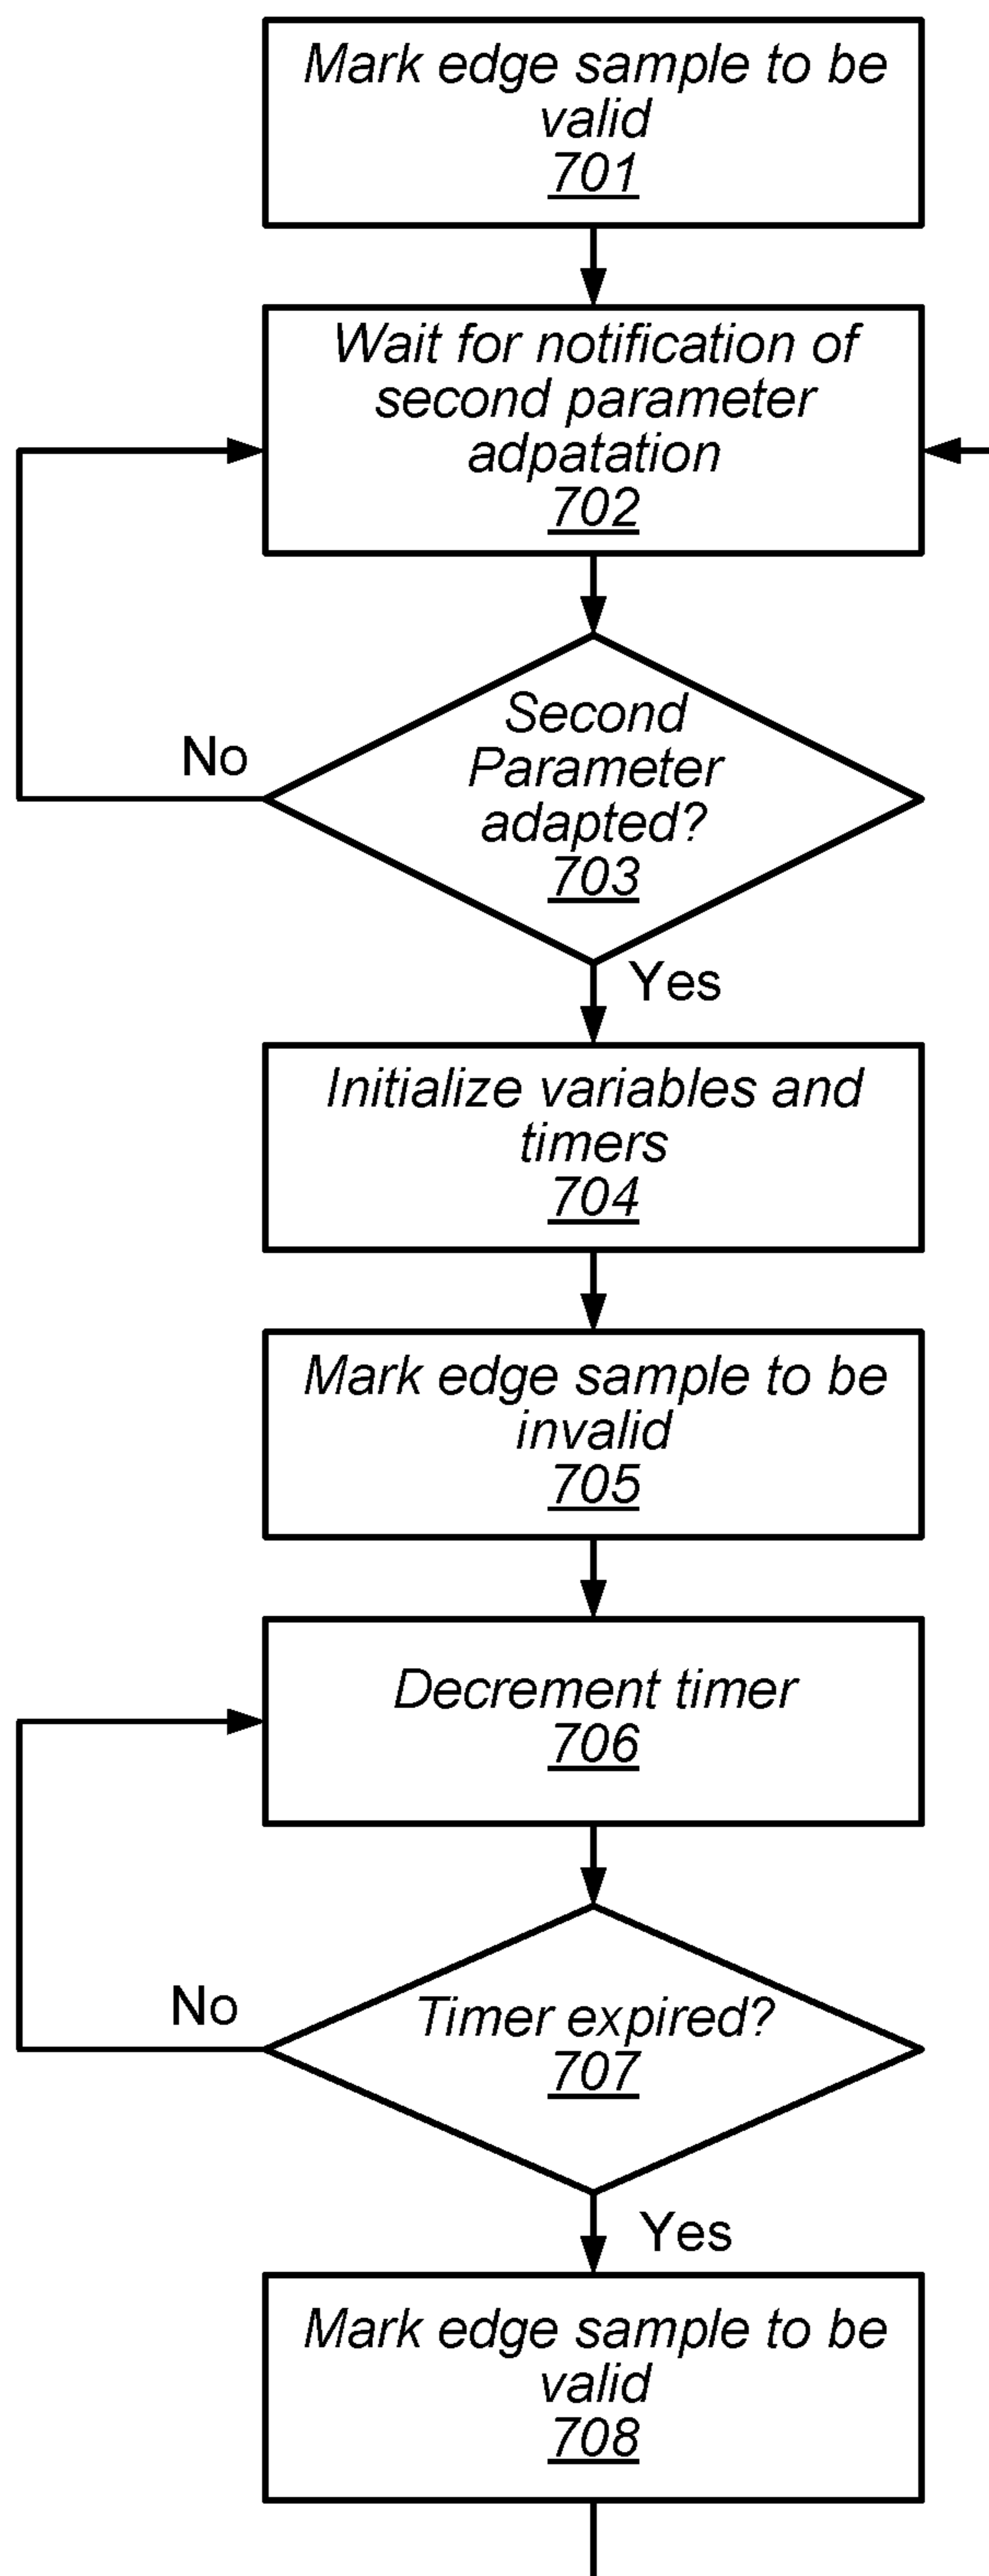 Mark edge sample to be
valid
701
Wait for notification of
second parameter
adpatation
702
Second
Parameter
adapted?
703
No
Yes
Initialize variables and
timers
704
Mark edge sample to be
invalid
705
Decrement timer
706
Timer expired?
707
No
Yes
Mark edge sample to be
valid
708